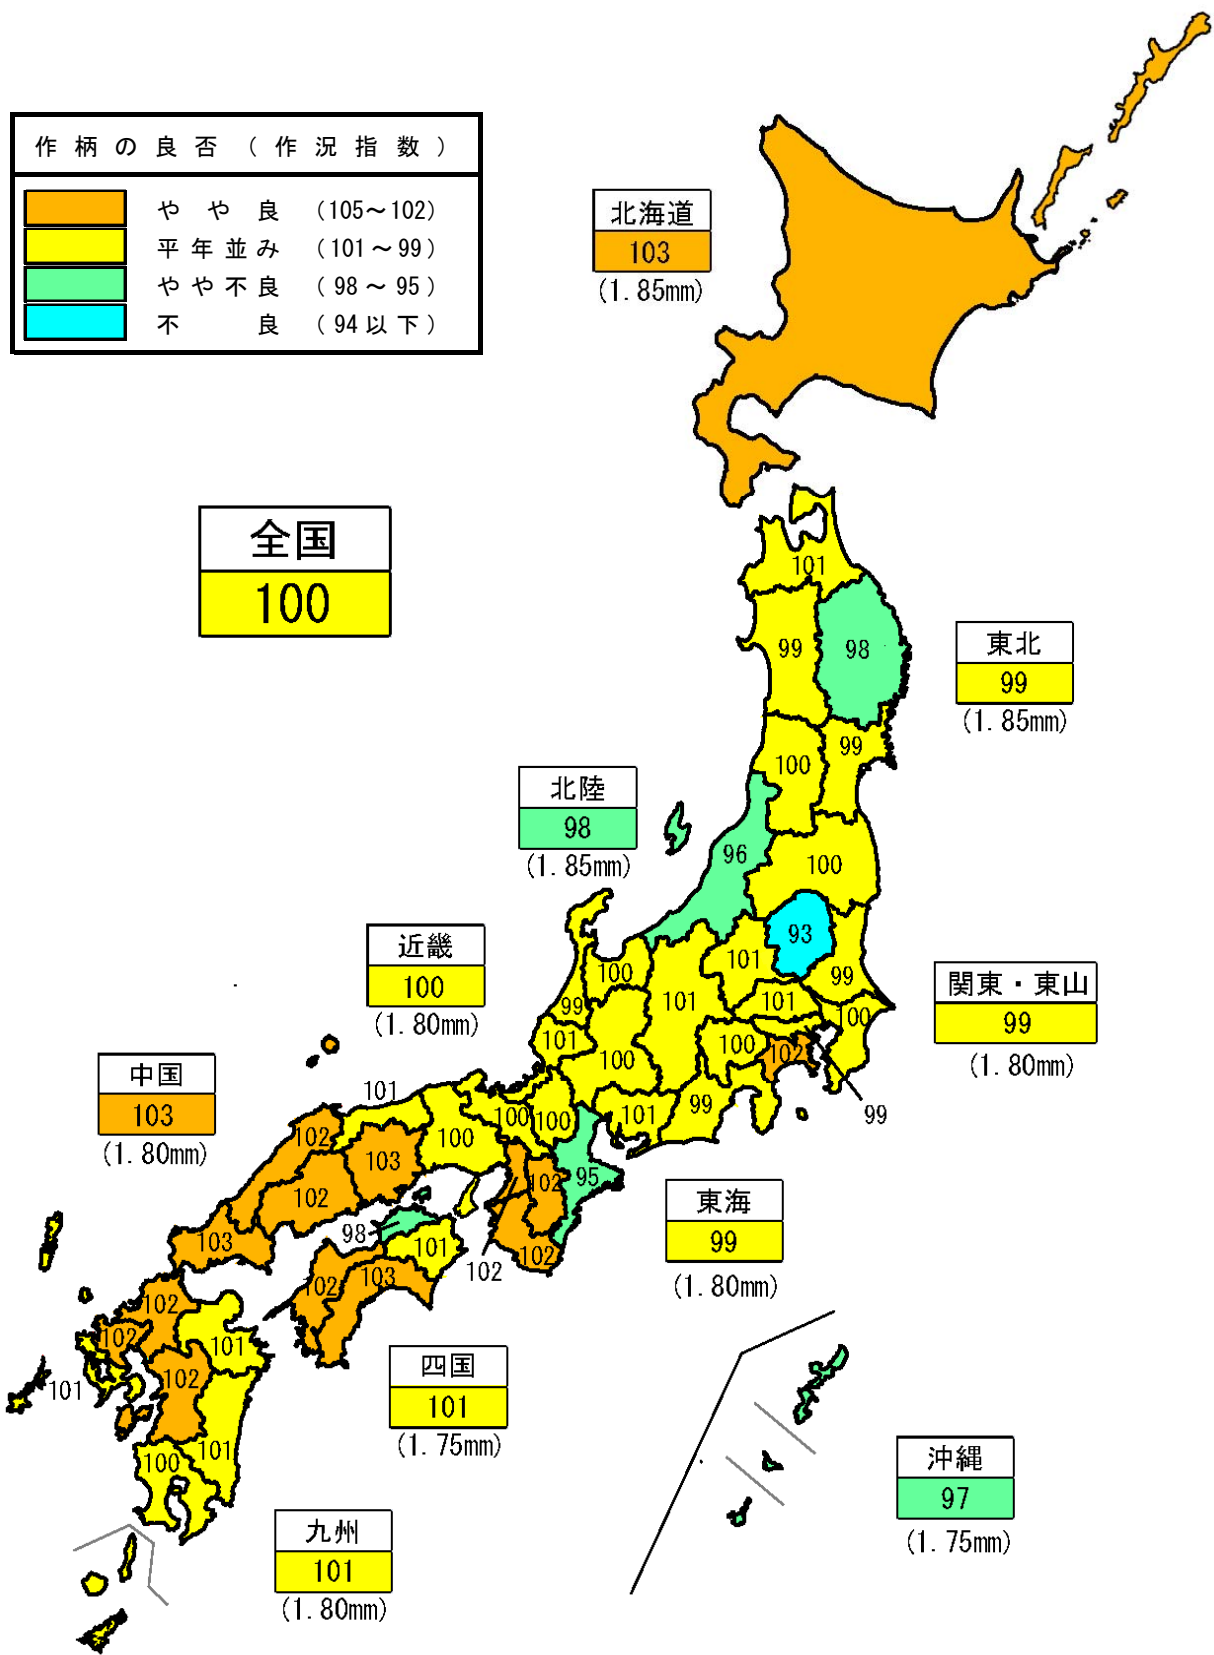 作柄の良否（作況指数）
やや良 （105～102）
平年並み （101～99）
やや不良 （98～95）
不良 （94以下）
北海道
103
(1.85mm)
全国
100
101
99
98
東北
99
(1.85mm)
99
100
北陸
98
(1.85mm)
96
100
93
近畿
100
(1.80mm)
101
100
99
関東・東山
99
(1.80mm)
101
101
99
100
101
100
102
100
99
中国
103
(1.80mm)
101
100
100
100
101
99
102
103
102
102
95
東海
99
(1.80mm)
98
101
102
102
103
102
103
102
101
102
102
101
四国
101
(1.75mm)
100
101
沖縄
97
(1.75mm)
九州
101
(1.80mm)